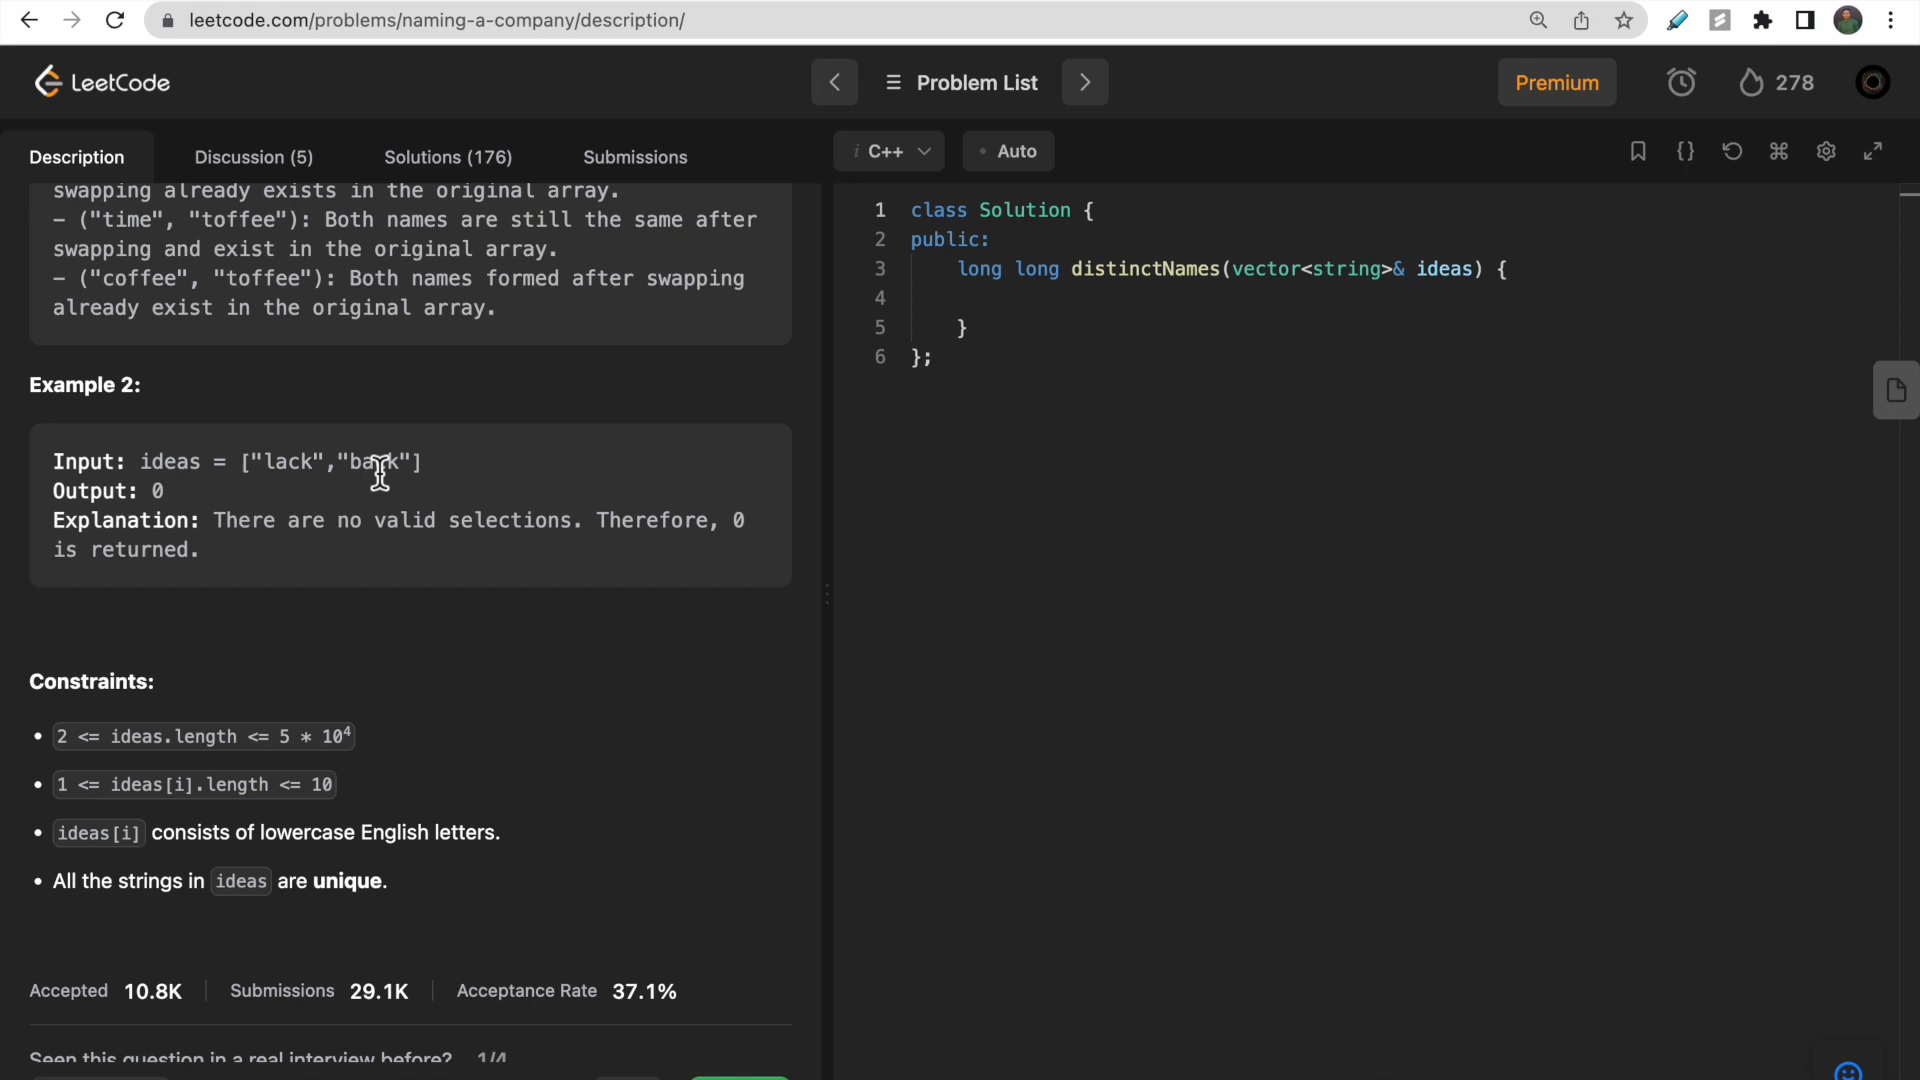 leetcode.com/problems/naming-a-company/description/
LeetCode
Problem List
Premium
278
Description
Discussion (5)
Solutions (176)
Submissions
i C++
• Auto
swapping already exists in the original array.
- ("time", "toffee"): Both names are still the same after
swapping and exist in the original array.
- ("coffee", "toffee"): Both names formed after swapping
already exist in the original array.
Example 2:
Input: ideas = ["lack","back"]
Output: 0
Explanation: There are no valid selections. Therefore, 0
is returned.
Constraints:
• 2 <= ideas.length <= 5 * 10⁴
• 1 <= ideas[i].length <= 10
• ideas[i] consists of lowercase English letters.
• All the strings in ideas are unique.
Accepted 10.8K
Submissions 29.1K
Acceptance Rate 37.1%
Seen this question in a real interview before? 1/4
1 class Solution {
2 public:
3 long long distinctNames(vector<string>& ideas) {
4
5 }
6 };